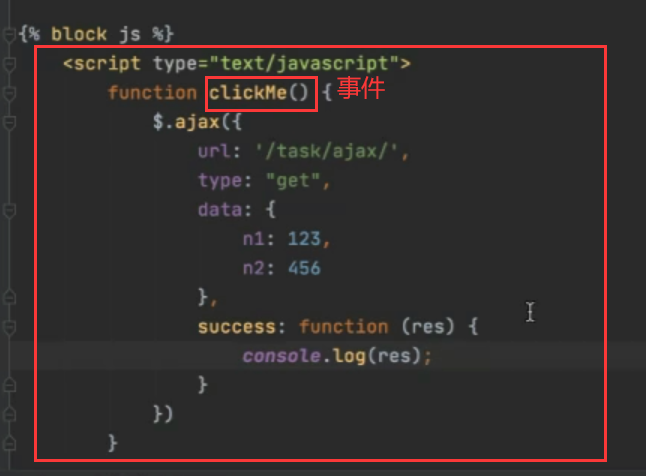 {% block js %}
<script type="text/javascript">
function clickMe() { 事件
$.ajax({
url: '/task/ajax/',
type: "get",
data: {
n1: 123,
n2: 456
},
success: function (res) {
console.log(res);
}
})
}